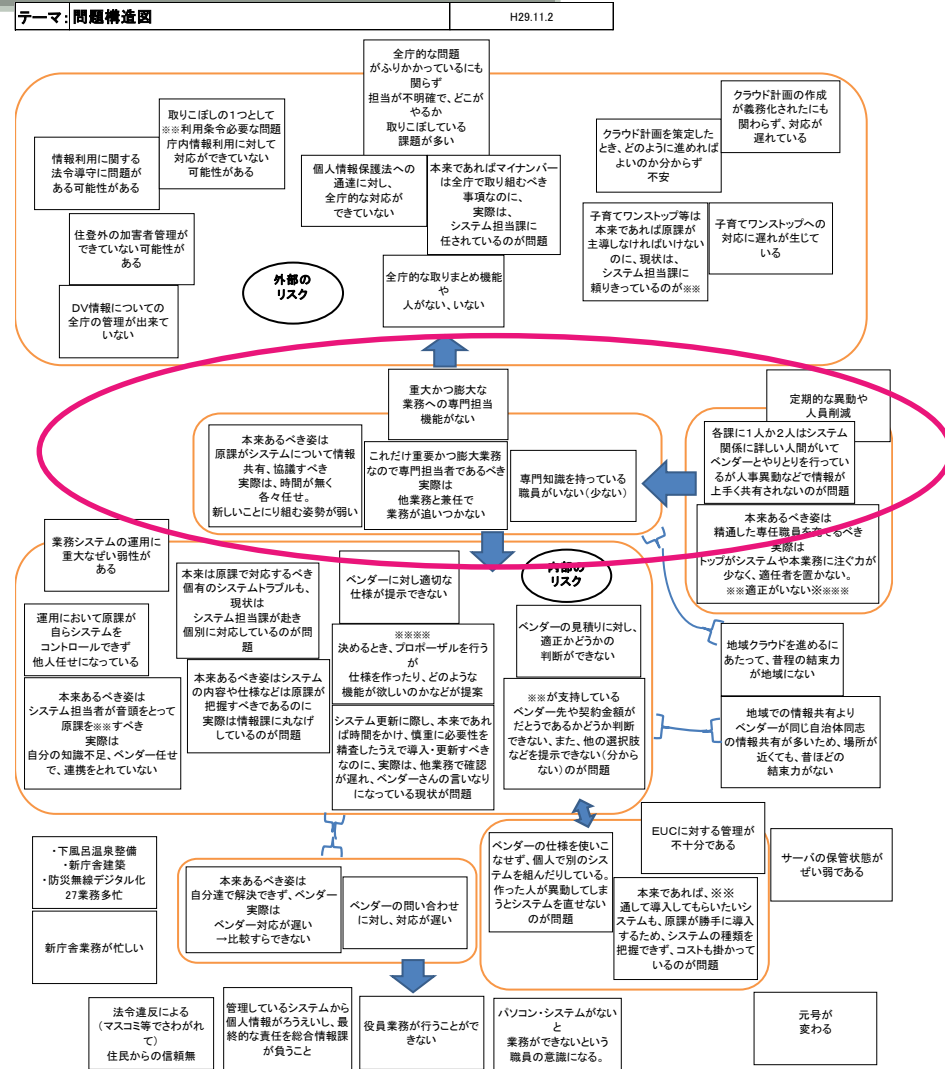 テーマ:
問題構造図
H29.11.2
全庁的な問題
がふりかかっているにも
関らず
担当が不明確で、どこが
やるか
取りこぼしている
課題が多い
クラウド計画の作成
が義務化されたにも
関わらず、対応が
遅れている
取りこぼしの1つとして
※※利用条令必要な問題
庁内情報利用に対して
対応ができていない
可能性がある
クラウド計画を策定した
とき、どのように進めれば
よいのか分からず
不安
情報利用に関する
法令導守に問題が
ある可能性がある
個人情報保護法への
通達に対し、
全庁的な対応が
できていない
本来であればマイナンバー
は全庁で取り組むべき
事項なのに、
実際は、
システム担当課に
任されているのが問題
子育てワンストップ等は
本来であれば原課が
主導しなければいけない
のに、現状は、
システム担当課に
頼りきっているのが※※
子育てワンストップへの
対応に遅れが生じて
いる
住登外の加害者管理が
できていない可能性が
ある
外部の
リスク
全庁的な取りまとめ機能
や
人がない、いない
DV情報についての
全庁の管理が出来て
いない
重大かつ膨大な
業務への専門担当
機能がない
定期的な異動や
人員削減
本来あるべき姿は
原課がシステムについて情報
共有、協議すべき
実際は、時間が無く
各々任せ。
新しいことにり組む姿勢が弱い
これだけ重要かつ膨大業務
なので専門担当者であるべき
実際は
他業務と兼任で
業務が追いつかない
専門知識を持っている
職員がいない(少ない)
各課に1人か2人はシステム
関係に詳しい人間がいて
ベンダーとやりとりを行ってい
るが人事異動などで情報が
上手く共有されないのが問題
本来あるべき姿は
精通した専任職員を充てるべき
実際は
トップがシステムや本業務に注ぐ力が
少なく、適任者を置かない。
※※適正がいない※※※※
業務システムの運用に
重大なぜい弱性が
ある
本来は原課で対応するべき
個有のシステムトラブルも、
現状は
システム担当課が赴き
個別に対応しているのが問
題
ベンダーに対し適切な
仕様が提示できない
内部の
リスク
運用において原課が
自らシステムを
コントロールできず
他人任せになっている
※※※※
決めるとき、プロポーザルを行う
が
仕様を作ったり、どのような
機能が欲しいのかなどが提案
ベンダーの見積りに対し、
適正かどうかの
判断ができない
地域クラウドを進めるに
あたって、昔程の結束力
が地域にない
本来あるべき姿は
システム担当者が音頭をとって
原課を※※すべき
実際は
自分の知識不足、ベンダー任せ
で、連携をとれていない
本来あるべき姿はシステム
の内容や仕様などは原課が
把握すべきであるのに
実際は情報課に丸なげ
しているのが問題
システム更新に際し、本来であれ
ば時間をかけ、慎重に必要性を
精査したうえで導入・更新すべき
なのに、実際は、他業務で確認
が遅れ、ベンダーさんの言いなり
になっている現状が問題
※※が支持している
ベンダー先や契約金額が
だとうであるかどうか判断
できない、また、他の選択肢
などを提示できない(分から
ない)のが問題
地域での情報共有より
ベンダーが同じ自治体同志
の情報共有が多いため、場所が
近くても、昔ほどの
結束力がない
・下風呂温泉整備
・新庁舎建築
・防災無線デジタル化
27業務多忙
本来あるべき姿は
自分達で解決できず、ベンダー
実際は
ベンダー対応が遅い
→比較すらできない
ベンダーの問い合わせ
に対し、対応が遅い
ベンダーの仕様を使いこ
なせず、個人で別のシス
テムを組んだりしている。
作った人が異動してしま
うとシステムを直せない
のが問題
EUCに対する管理が
不十分である
本来であれば、※※
通して導入してもらいたいシ
ステムも、原課が勝手に導入
するため、システムの種類を
把握できず、コストも掛かって
いるのが問題
サーバの保管状態が
ぜい弱である
新庁舎業務が忙しい
法令違反による
(マスコミ等でさわがれ
て)
住民からの信頼無
管理しているシステムから
個人情報がろうえいし、最
終的な責任を総合情報課
が負うこと
役員業務が行うことがで
きない
パソコン・システムがない
と
業務ができないという
職員の意識になる。
元号が
変わる